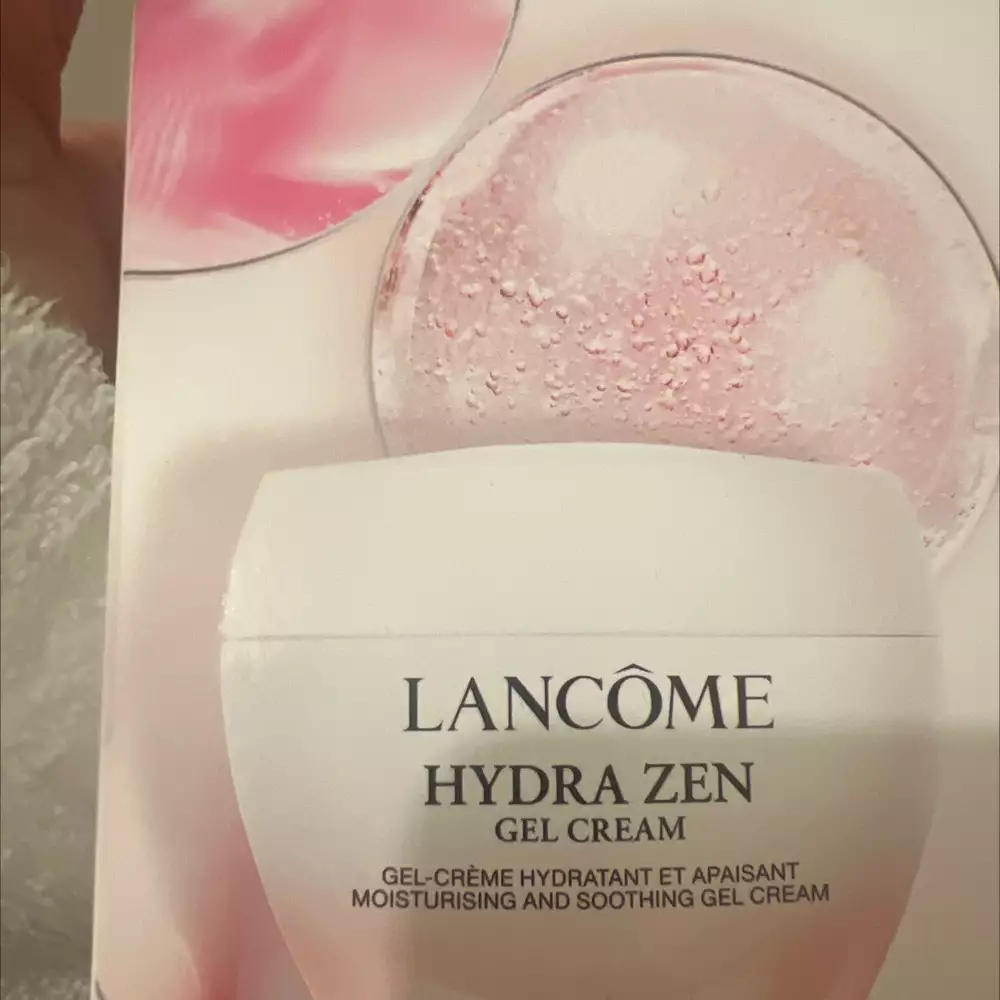 LANCÔME
HYDRA ZEN
GEL CREAM
GEL-CRÈME HYDRATANT ET APAISANT
MOISTURISING AND SOOTHING GEL CREAM